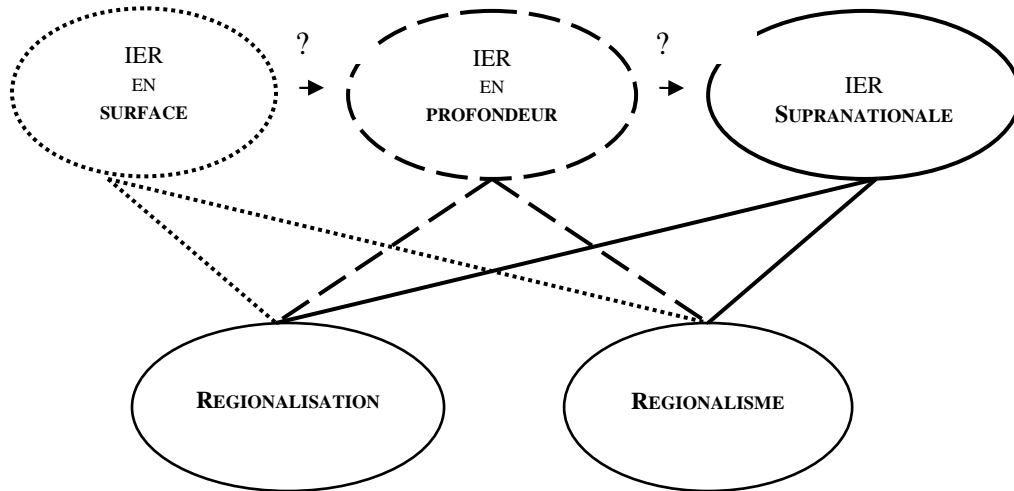 IER
EN
SURFACE
?
IER
EN
PROFONDEUR
?
IER
SUPRANATIONALE
REGIONALISATION
REGIONALISME